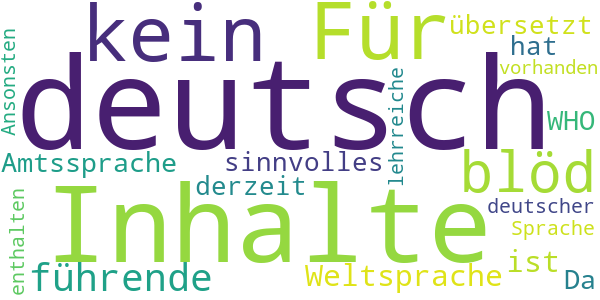 kein
Für
übersetzt
hat
vorhanden
Ansonsten
deutsch
lehrreiche
WHO
Amtssprache
sinnvolles
blöd
derzeit
Inhalte
deutscher
enthalten
Sprache
führende
Weltsprache
ist
Da